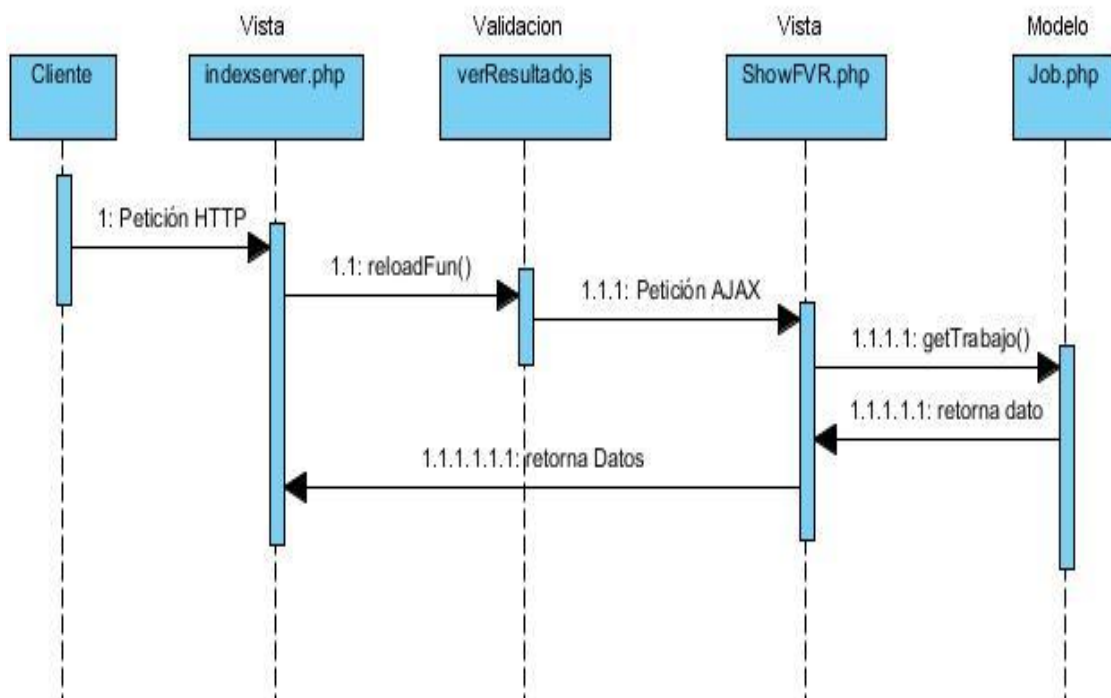 Vista
Validacion
Vista
Modelo
Cliente
indexserver.php
verResultado.js
ShowFVR.php
Job.php
1: Petición HTTP
1.1: reloadFun()
1.1.1: Petición AJAX
1.1.1.1: getTrabajo()
1.1.1.1.1: retorna dato
1.1.1.1.1.1: retorna Datos